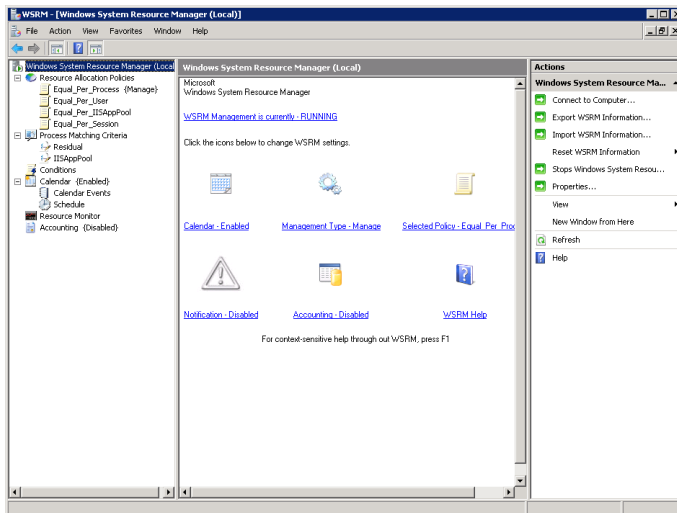 WSRM - [Windows System Resource Manager (Local)]
File Action View Favorites Window Help
Windows System Resource Manager (Local
Resource Allocation Policies
Equal_Per_Process {Manage}
Equal_Per_User
Equal_Per_IISAppPool
Equal_Per_Session
Process Matching Criteria
Residual
IISAppPool
Conditions
Calendar {Enabled}
Calendar Events
Schedule
Resource Monitor
Accounting {Disabled}
Windows System Resource Manager (Local)
Microsoft
Windows System Resource Manager
WSRM Management is currently - RUNNING
Click the icons below to change WSRM settings.
Calendar - Enabled
Management Type - Manage
Selected Policy - Equal_Per_Proc
Notification - Disabled
Accounting - Disabled
WSRM Help
For context-sensitive help through out WSRM, press F1
Actions
Windows System Resource Ma...
Connect to Computer...
Export WSRM Information...
Import WSRM Information...
Reset WSRM Information
Stops Windows System Resou...
Properties...
View
New Window from Here
Refresh
Help